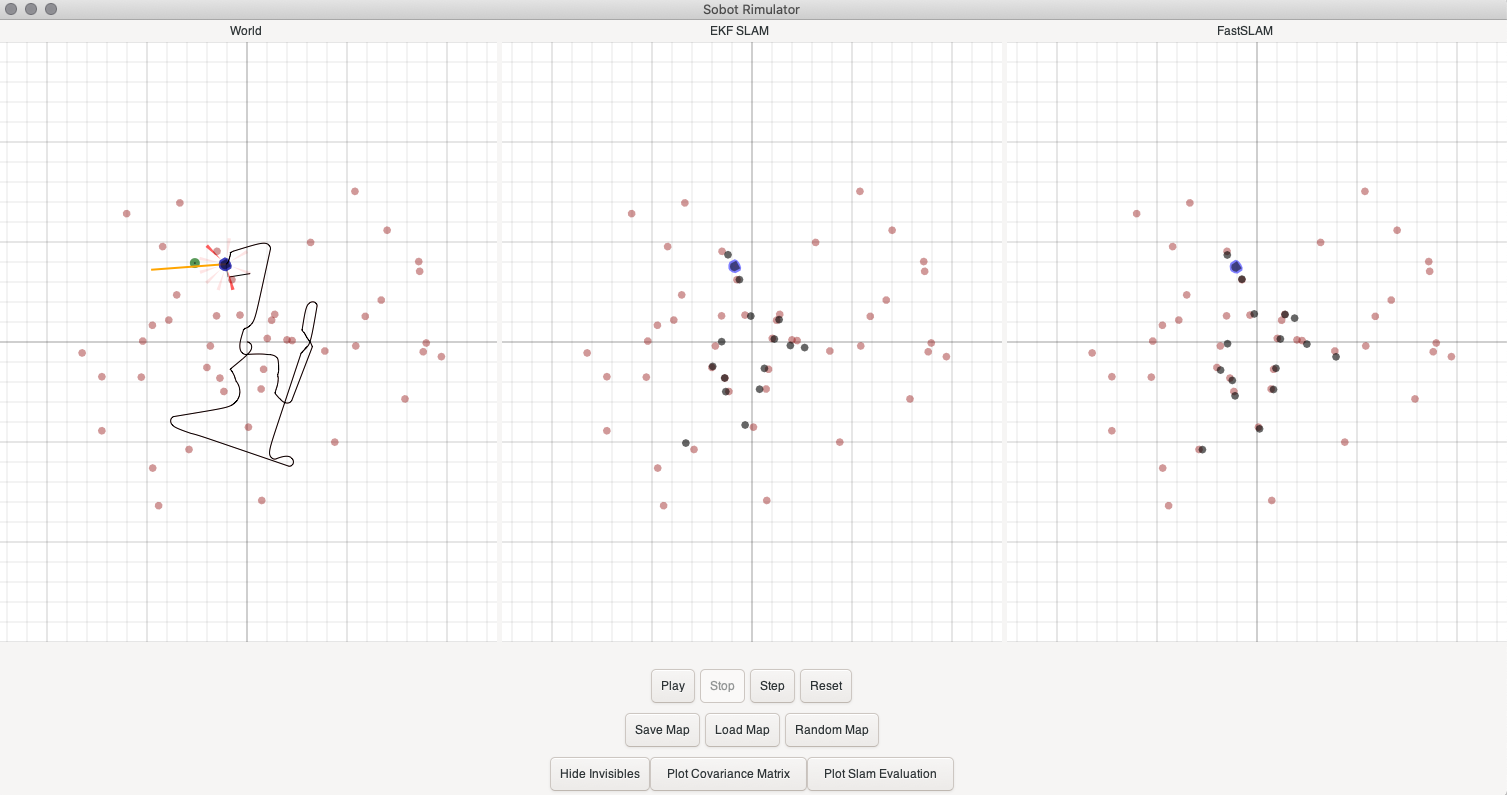 Sobot Rimulator
World EKF SLAM FastSLAM
Play Stop Step Reset
Save Map Load Map Random Map
Hide Invisibles Plot Covariance Matrix Plot Slam Evaluation